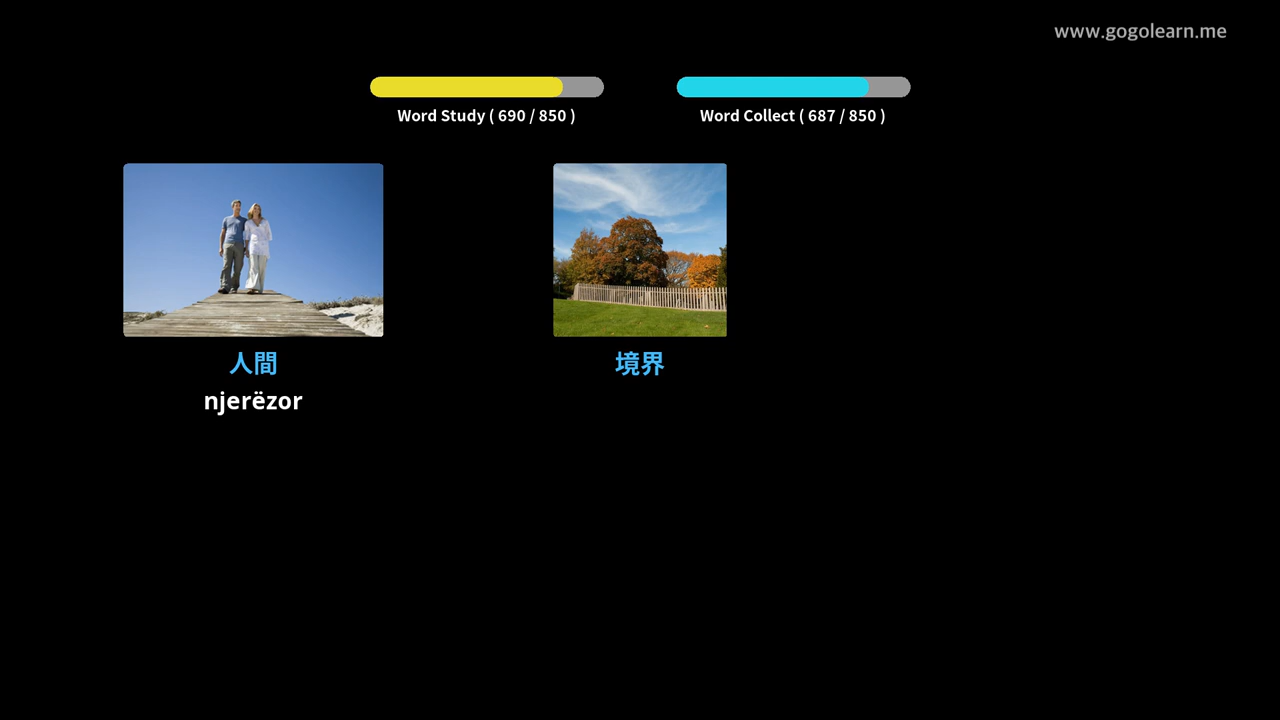 www.gogolearn.me
Word Study ( 690 / 850 )
Word Collect ( 687 / 850 )
人間
njerëzor
境界